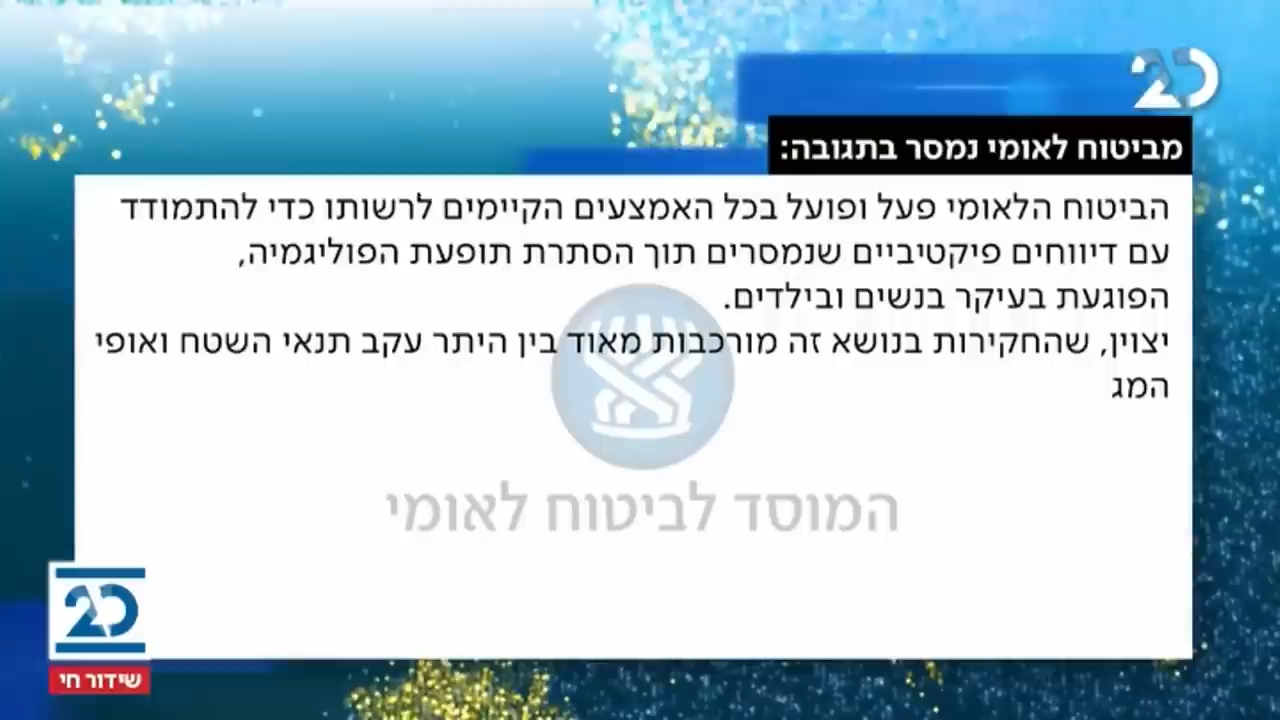 20
מביטוח לאומי נמסר בתגובה:
הביטוח הלאומי פעל ופועל בכל האמצעים הקיימים לרשותו כדי להתמודד
עם דיווחים פיקטיביים שנמסרים תוך הסתרת תופעת הפוליגמיה,
הפוגעת בעיקר בנשים ובילדים.
יצוין, שהחקירות בנושא זה מורכבות מאוד בין היתר עקב תנאי השטח ואופי
המג
המוסד לביטוח לאומי
20
שידור חי